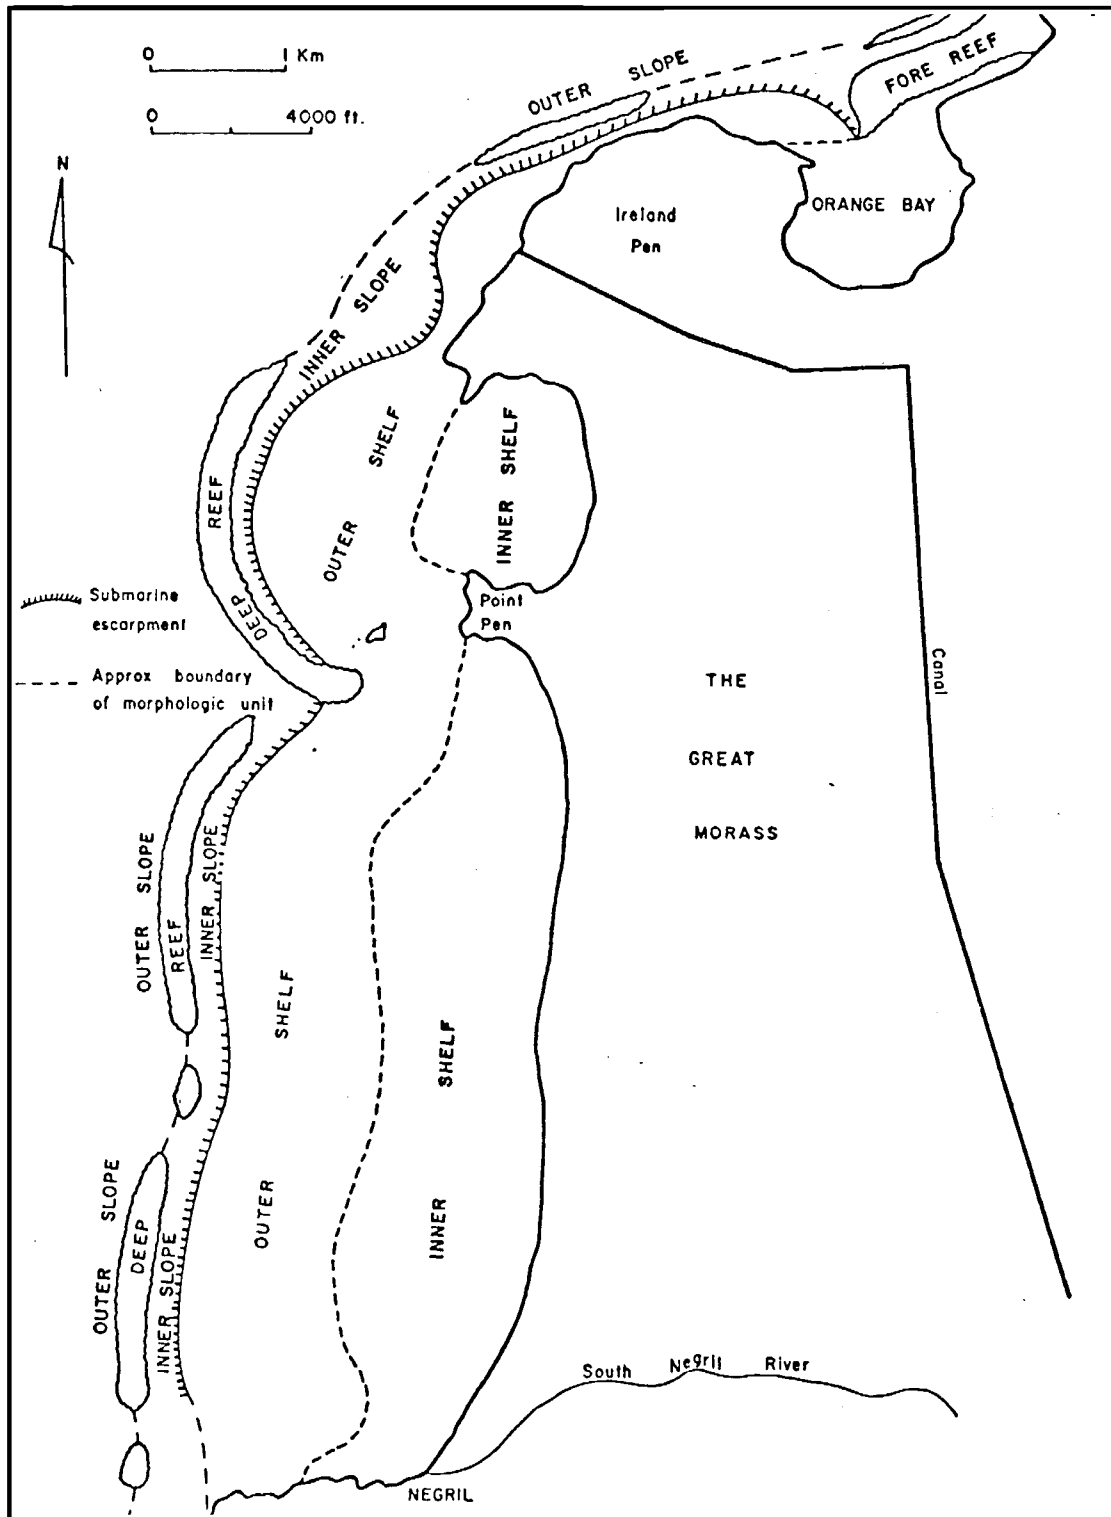 0 1 Km
0 4000 ft.
N
OUTER SLOPE
FORE REEF
ORANGE BAY
Ireland
Pen
INNER SLOPE
OUTER SHELF
INNER SHELF
DEEP REEF
Point
Pen
Submarine
escarpment
Approx boundary
of morphologic unit
THE
GREAT
MORASS
Canal
OUTER SLOPE
REEF
INNER SLOPE
OUTER SHELF
INNER SHELF
OUTER SLOPE
DEEP
INNER SLOPE
South Negril River
NEGRIL